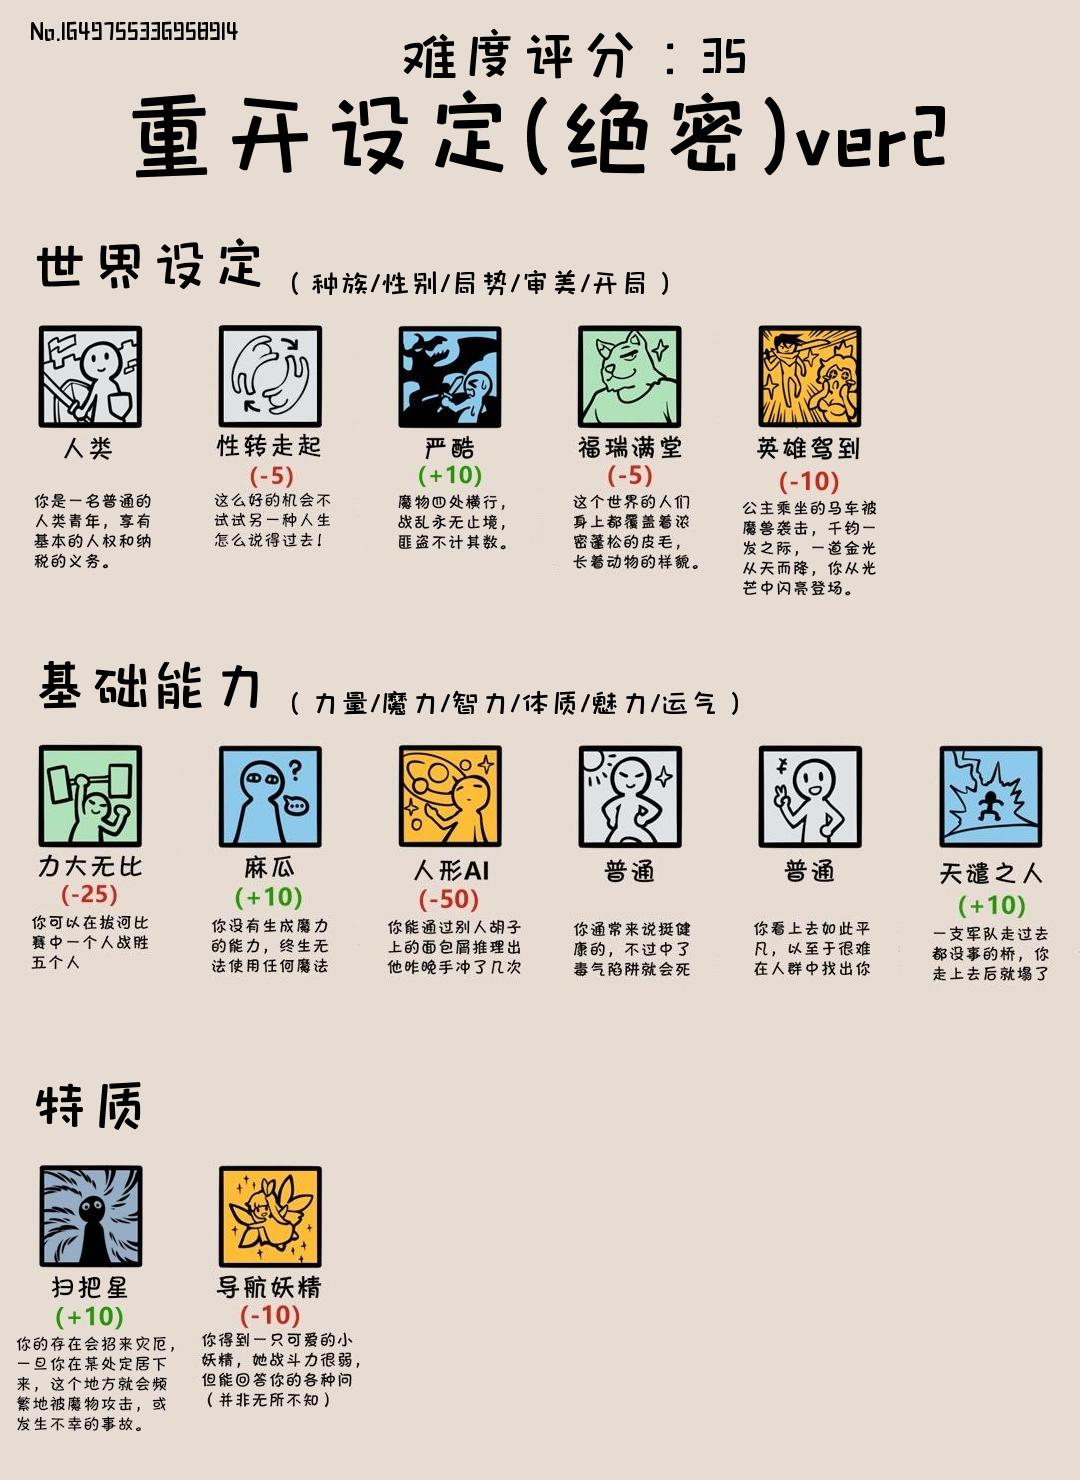 No.1649755336958914
难度评分：35
重开设定(绝密)ver2
世界设定（种族/性别/局势/审美/开局）
人类
你是一名普通的
人类青年，享有
基本的人权和纳
税的义务。
性转走起
(-5)
这么好的机会不
试试另一种人生
怎么说得过去！
严酷
(+10)
魔物四处横行，
战乱永无止境，
匪盗不计其数。
福瑞满堂
(-5)
这个世界的人们
身上都覆盖着浓
密蓬松的皮毛，
长着动物的样貌。
英雄驾到
(-10)
公主乘坐的马车被
魔兽袭击，千钧一
发之际，一道金光
从天而降，你从光
芒中闪亮登场。
基础能力（力量/魔力/智力/体质/魅力/运气）
力大无比
(-25)
你可以在拔河比
赛中一个人战胜
五个人
麻瓜
(+10)
你没有生成魔力
的能力，终生无
法使用任何魔法
人形AI
(-50)
你能通过别人胡子
上的面包屑推理出
他昨晚手冲了几次
普通
你通常来说挺健
康的，不过中了
毒气陷阱就会死
普通
你看上去如此平
凡，以至于很难
在人群中找出你
天谴之人
(+10)
一支军队走过去
都没事的桥，你
走上去后就塌了
特质
扫把星
(+10)
你的存在会招来灾厄，
一旦你在某处定居下
来，这个地方就会频
繁地被魔物攻击，或
发生不幸的事故。
导航妖精
(-10)
你得到一只可爱的小
妖精，她战斗力很弱，
但能回答你的各种问
（并非无所不知）